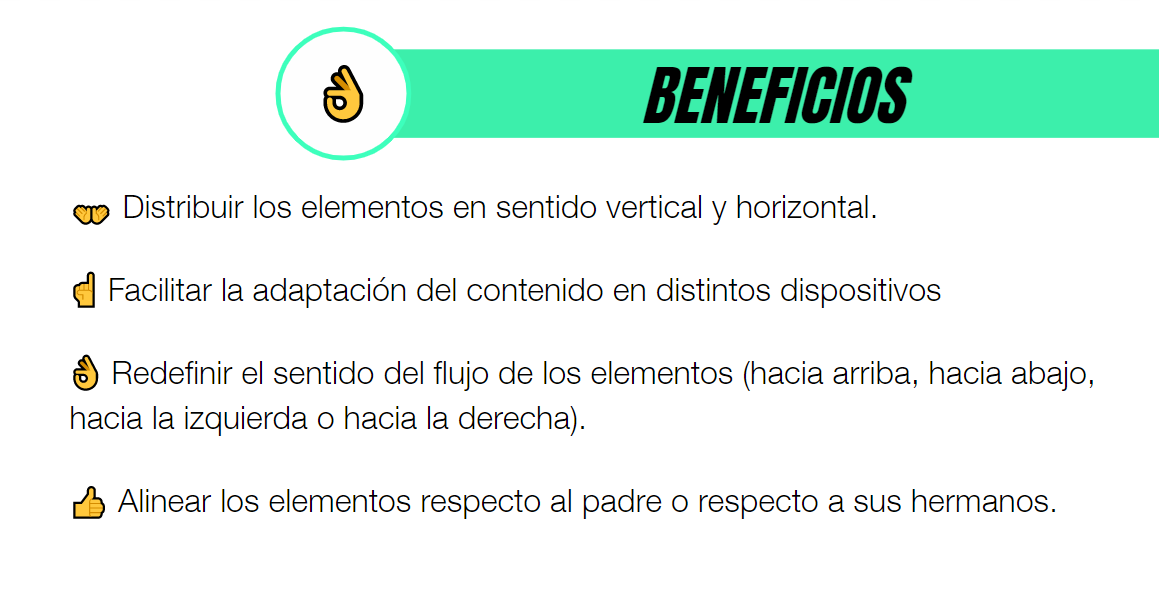 BENEFICIOS
Distribuir los elementos en sentido vertical y horizontal.
Facilitar la adaptación del contenido en distintos dispositivos
Redefinir el sentido del flujo de los elementos (hacia arriba, hacia abajo,
hacia la izquierda o hacia la derecha).
Alinear los elementos respecto al padre o respecto a sus hermanos.